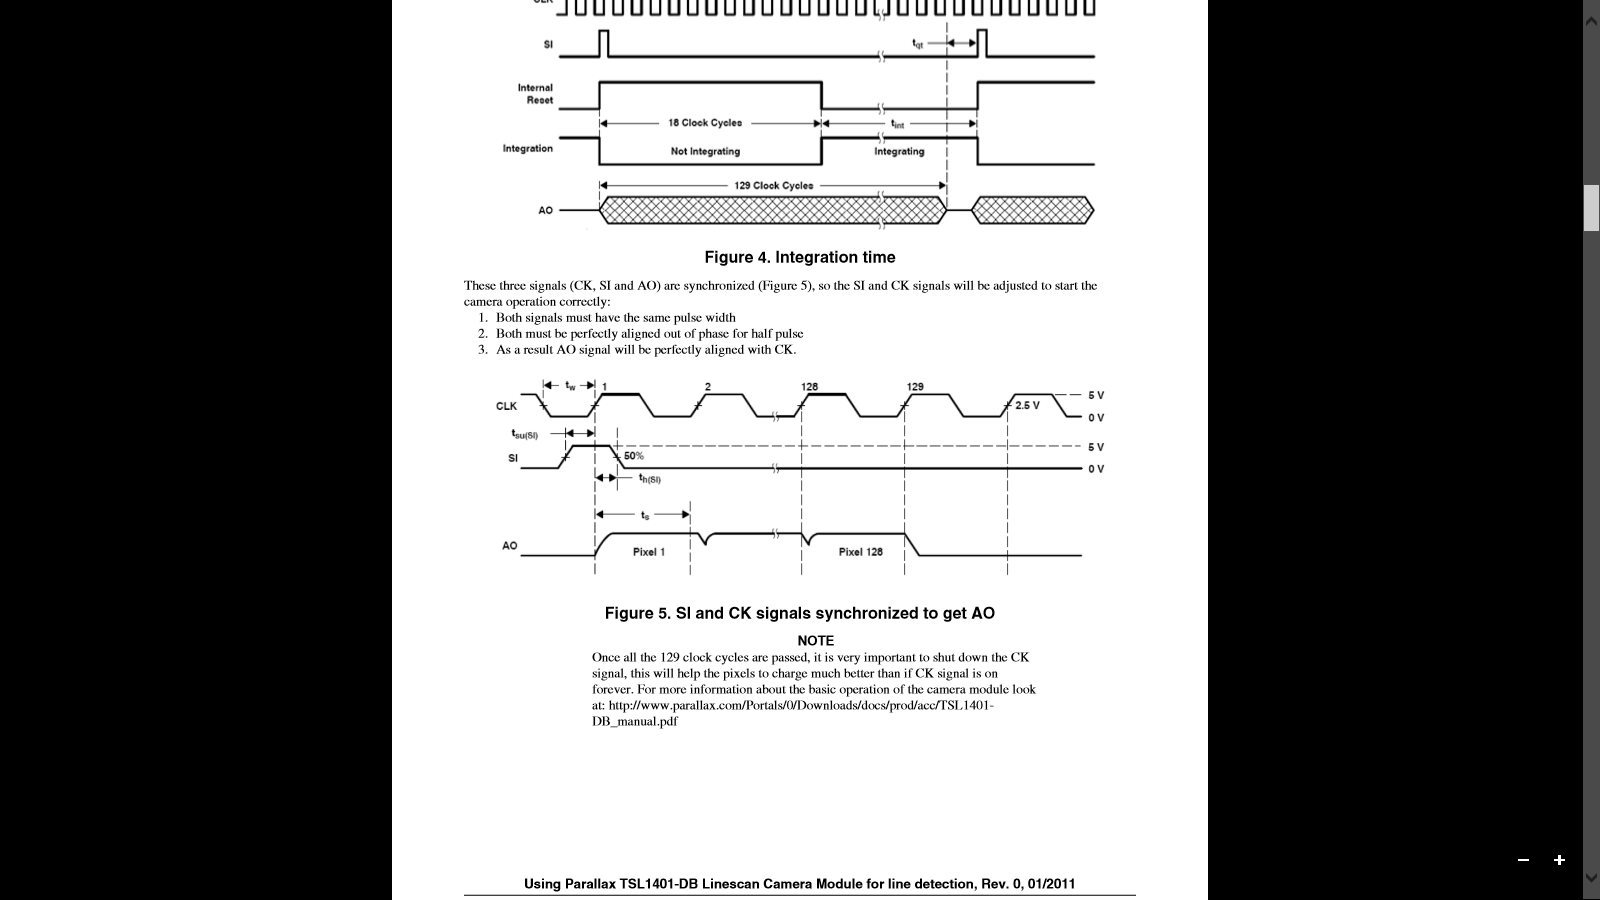 CLK
SI
tqt
Internal
Reset
18 Clock Cycles
tint
Integration
Not Integrating
Integrating
129 Clock Cycles
AO
Figure 4. Integration time
These three signals (CK, SI and AO) are synchronized (Figure 5), so the SI and CK signals will be adjusted to start the
camera operation correctly:
1. Both signals must have the same pulse width
2. Both must be perfectly aligned out of phase for half pulse
3. As a result AO signal will be perfectly aligned with CK.
tw 1 2 128 129
5 V
CLK
2.5 V
0 V
tsu(SI)
5 V
SI
50%
0 V
th(SI)
ts
AO
Pixel 1
Pixel 128
Figure 5. SI and CK signals synchronized to get AO
NOTE
Once all the 129 clock cycles are passed, it is very important to shut down the CK
signal, this will help the pixels to charge much better than if CK signal is on
forever. For more information about the basic operation of the camera module look
at: http://www.parallax.com/Portals/0/Downloads/docs/prod/acc/TSL1401-
DB_manual.pdf
Using Parallax TSL1401-DB Linescan Camera Module for line detection, Rev. 0, 01/2011